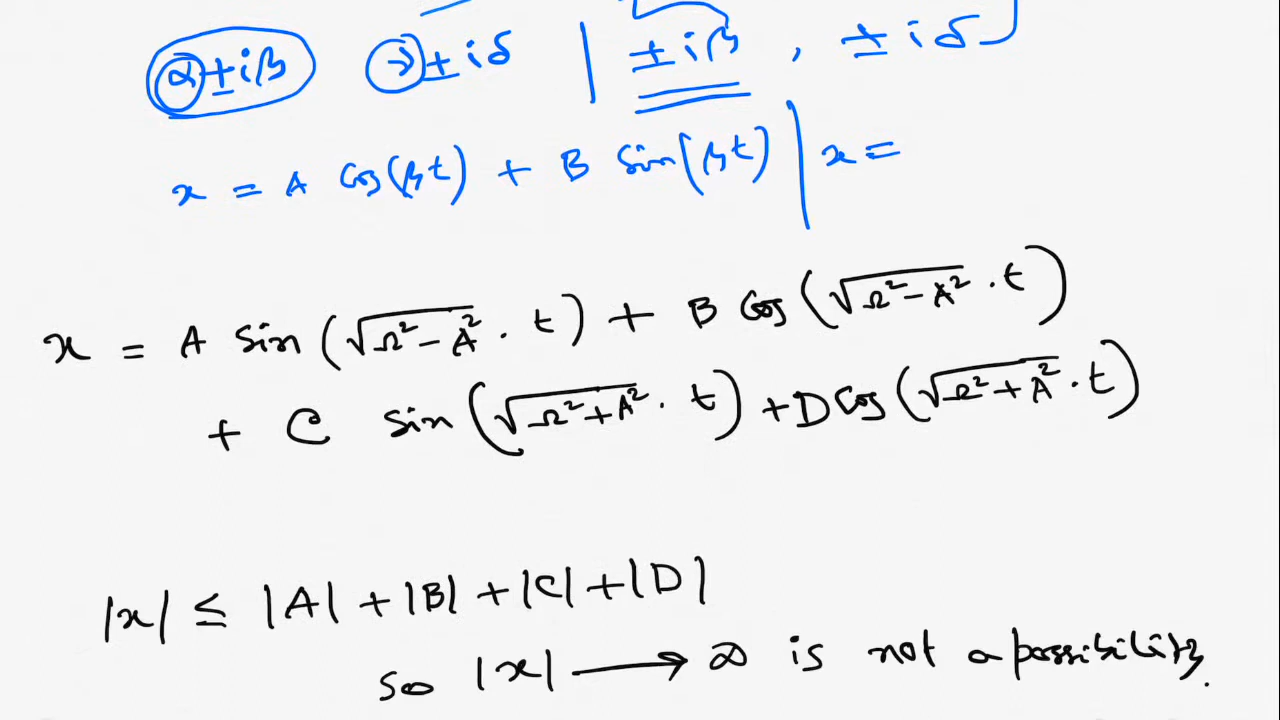 α±iβ γ±iδ | ±iβ , ±iδ
x = A Cos(βt) + B Sin(βt) | x =
x = A Sin(√(Ω²-A²) · t) + B Cos(√(Ω²-A²) · t)
+ C Sin(√(Ω²+A²) · t) + D Cos(√(Ω²+A²) · t)
|x| ≤ |A| + |B| + |C| + |D|
so |x| ⟶ ∞ is not a possibility.